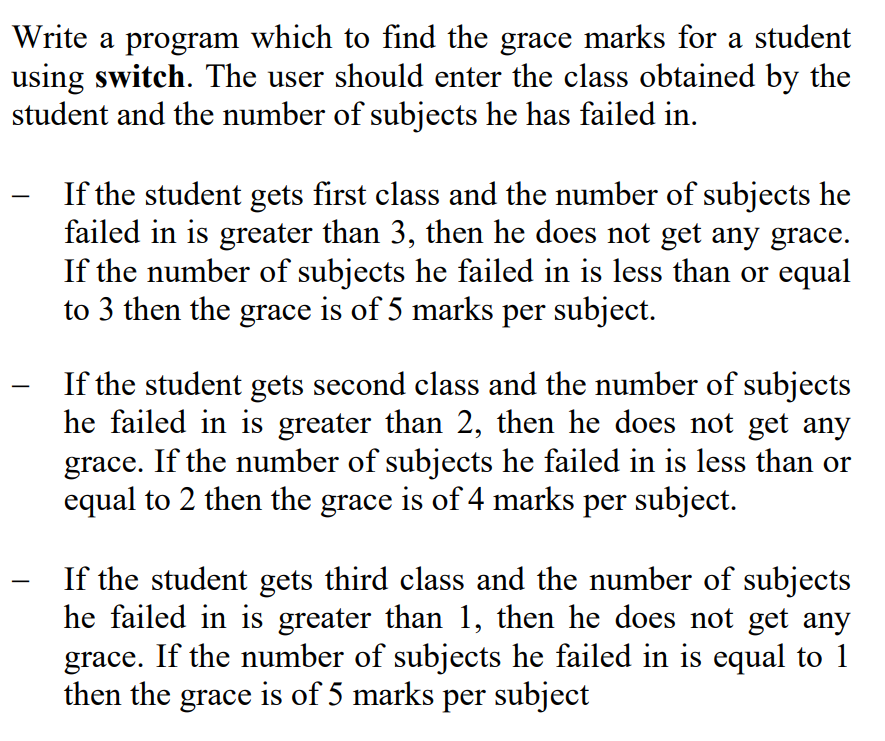 Write a program which to find the grace marks for a student
using switch. The user should enter the class obtained by the
student and the number of subjects he has failed in.
– If the student gets first class and the number of subjects he
failed in is greater than 3, then he does not get any grace.
If the number of subjects he failed in is less than or equal
to 3 then the grace is of 5 marks per subject.
– If the student gets second class and the number of subjects
he failed in is greater than 2, then he does not get any
grace. If the number of subjects he failed in is less than or
equal to 2 then the grace is of 4 marks per subject.
– If the student gets third class and the number of subjects
he failed in is greater than 1, then he does not get any
grace. If the number of subjects he failed in is equal to 1
then the grace is of 5 marks per subject